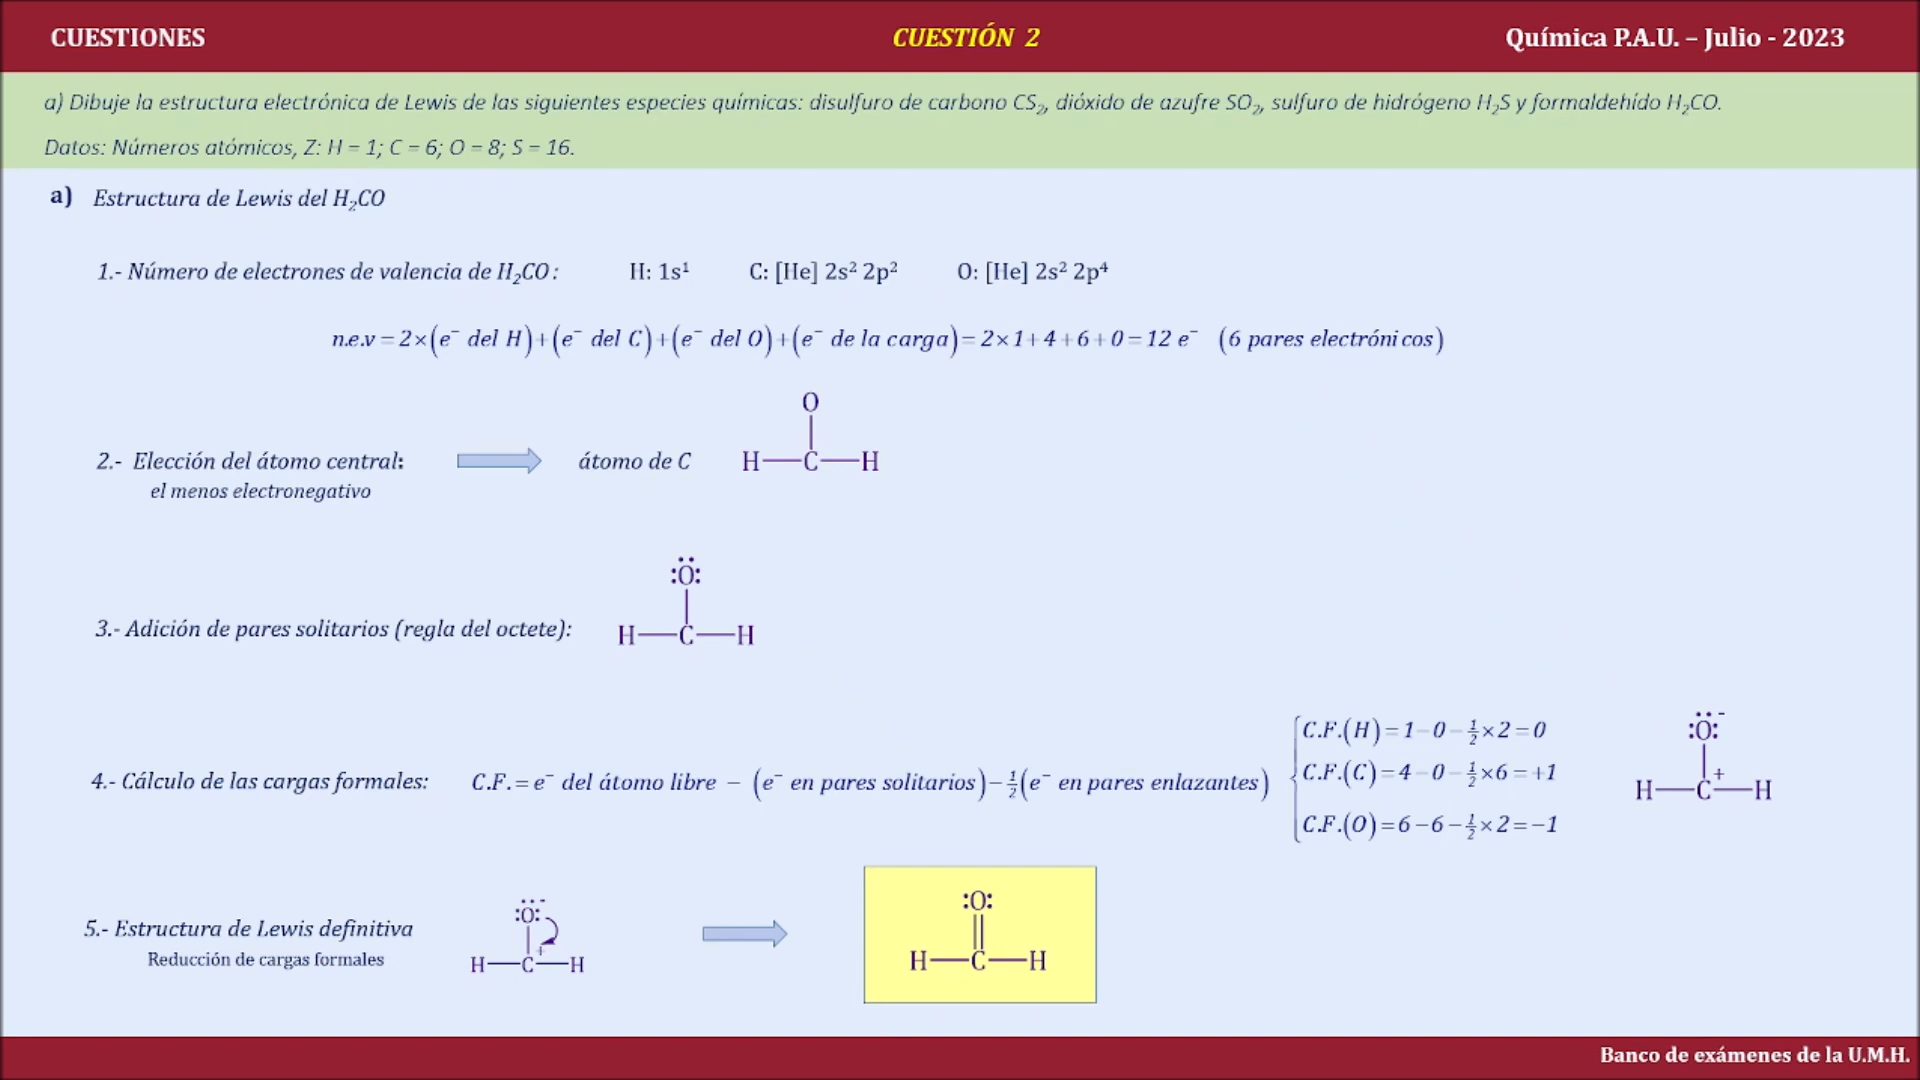 CUESTIONES
CUESTIÓN 2
Química P.A.U. – Julio - 2023
a) Dibuje la estructura electrónica de Lewis de las siguientes especies químicas: disulfuro de carbono CS₂, dióxido de azufre SO₂, sulfuro de hidrógeno H₂S y formaldehído H₂CO.
Datos: Números atómicos, Z: H = 1; C = 6; O = 8; S = 16.
a) Estructura de Lewis del H₂CO
1.- Número de electrones de valencia de H₂CO: H: 1s¹ C: [He] 2s² 2p² O: [He] 2s² 2p⁴
n.e.v = 2×(e⁻ del H)+(e⁻ del C)+(e⁻ del O)+(e⁻ de la carga)= 2×1+4+6+0=12 e⁻ (6 pares electrónicos)
O
2.- Elección del átomo central: átomo de C H—C—H
el menos electronegativo
:Ö:
3.- Adición de pares solitarios (regla del octete): H—C—H
4.- Cálculo de las cargas formales: C.F.= e⁻ del átomo libre − (e⁻ en pares solitarios)−½(e⁻ en pares enlazantes)
C.F.(H)=1−0−½×2=0
C.F.(C)=4−0−½×6=+1
C.F.(O)=6−6−½×2=−1
:Ö:⁻
H—C⁺—H
5.- Estructura de Lewis definitiva
Reducción de cargas formales
:Ö:⁻
H—C⁺—H
:O:
H—C—H
Banco de exámenes de la U.M.H.